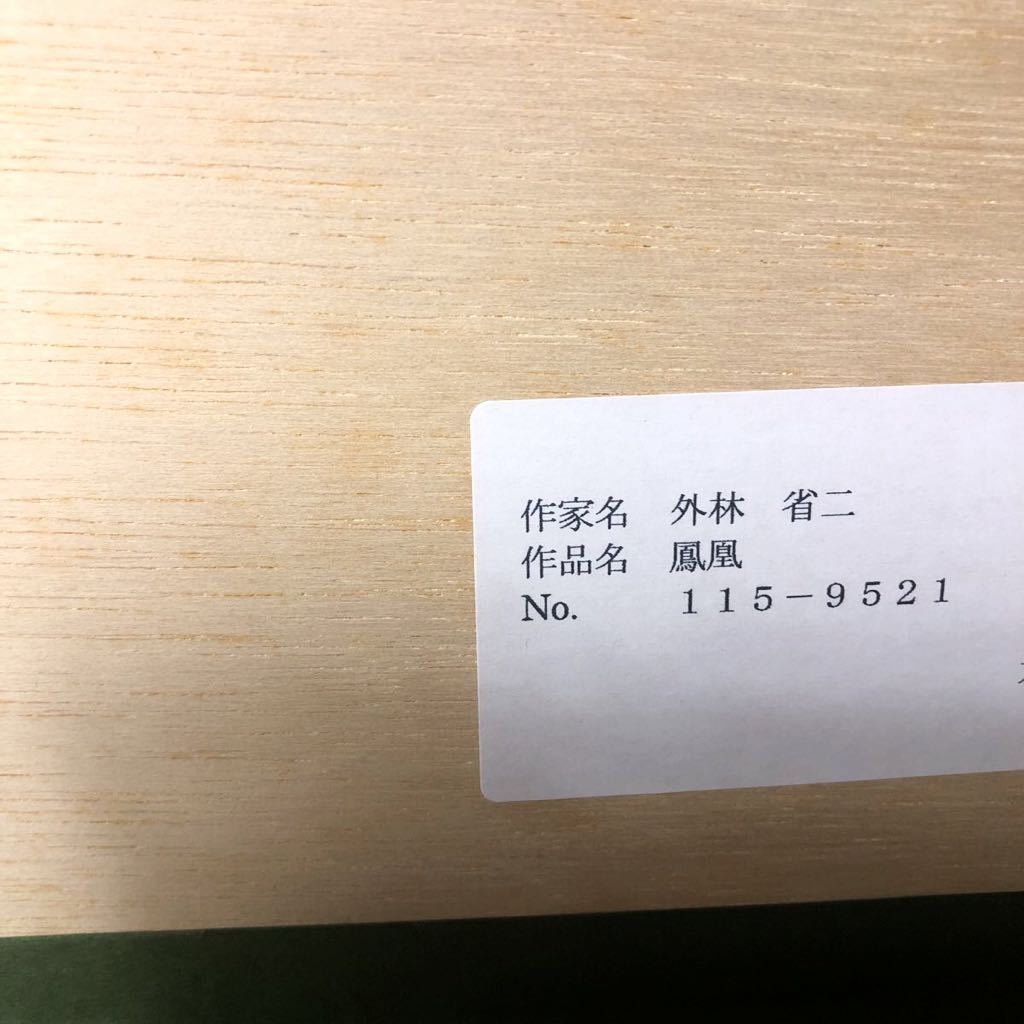 作家名　外林　省二
作品名　鳳凰
No.　　１１５－９５２１